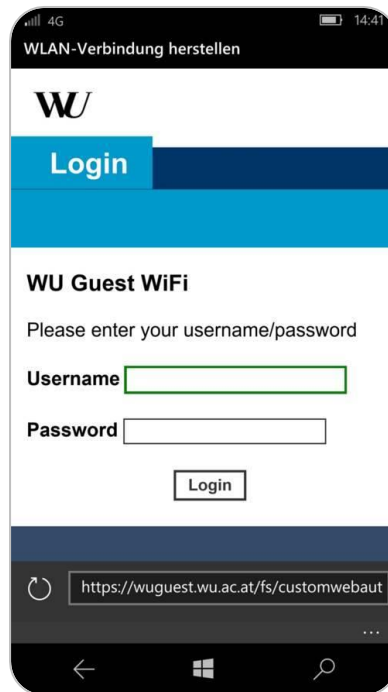 4G 14:41
WLAN-Verbindung herstellen
WU
Login
WU Guest WiFi
Please enter your username/password
Username
Password
Login
https://wuguest.wu.ac.at/fs/customwebaut
...